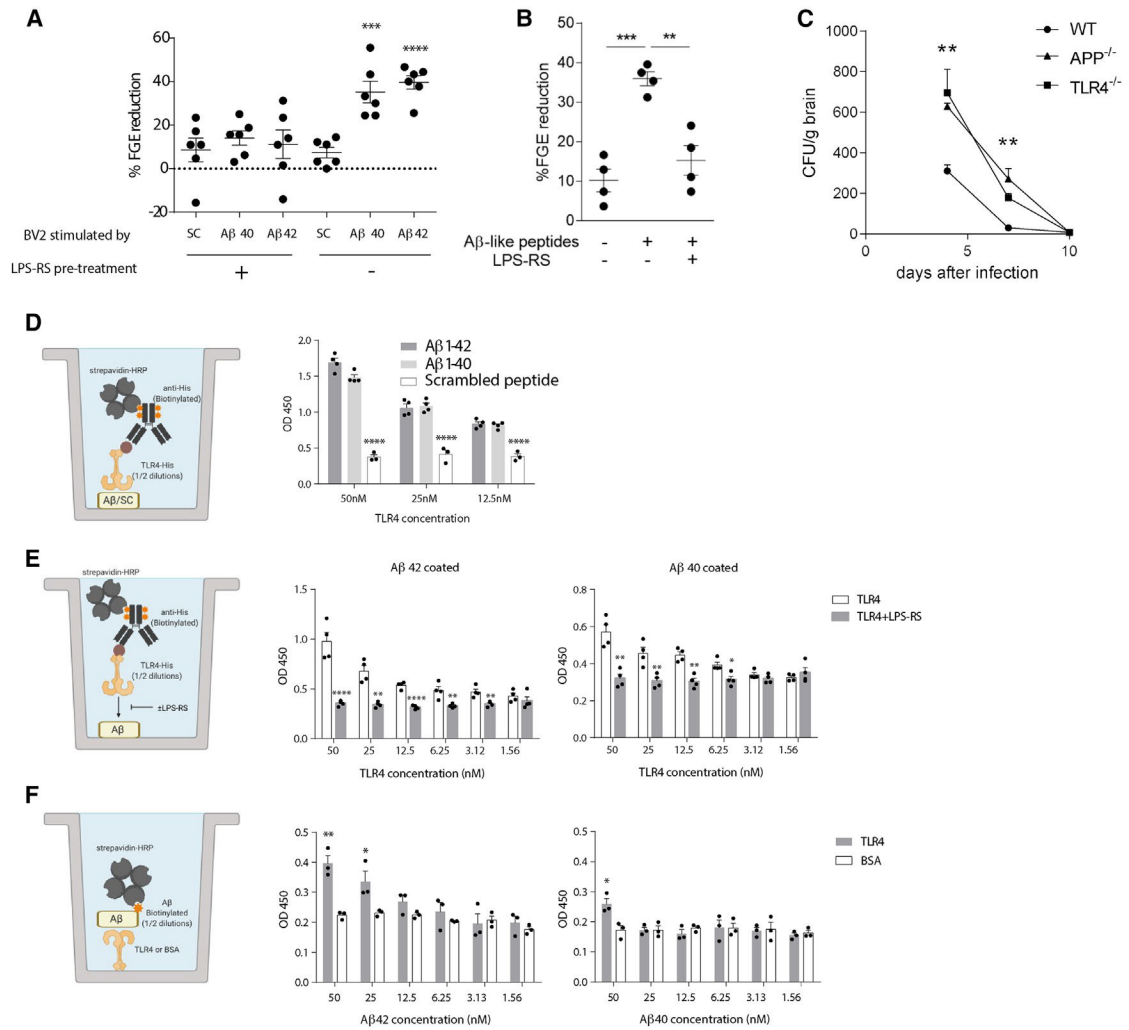 A
***
****
% FGE reduction
60
40
20
0
-20
BV2 stimulated by
SC
Aβ 40
Aβ 42
SC
Aβ 40
Aβ 42
LPS-RS pre-treatment
+
-
B
***
**
%FGE reduction
50
40
30
20
10
0
Aβ-like peptides
-
+
+
LPS-RS
-
-
+
C
WT
APP-/-
TLR4-/-
**
**
CFU/g brain
1000
800
600
400
200
0
0
5
10
days after infection
D
strepavidin-HRP
anti-His
(Biotinylated)
TLR4-His
(1/2 dilutions)
Aβ/SC
Aβ 1-42
Aβ 1-40
Scrambled peptide
OD 450
2.0
1.5
1.0
0.5
0.0
****
****
****
50nM
25nM
12.5nM
TLR4 concentration
E
strepavidin-HRP
anti-His
(Biotinylated)
TLR4-His
(1/2 dilutions)
±LPS-RS
Aβ
Aβ 42 coated
OD 450
1.5
1.0
0.5
0.0
****
**
****
**
**
50
25
12.5
6.25
3.12
1.56
TLR4 concentration (nM)
Aβ 40 coated
TLR4
TLR4+LPS-RS
OD 450
0.8
0.6
0.4
0.2
0.0
**
**
**
*
50
25
12.5
6.25
3.12
1.56
TLR4 concentration (nM)
F
strepavidin-HRP
Aβ
Biotinylated
(1/2 dilutions)
Aβ
TLR4 or BSA
OD 450
0.5
0.4
0.3
0.2
0.1
0.0
**
*
50
25
12.5
6.25
3.13
1.56
Aβ42 concentration (nM)
TLR4
BSA
OD 450
0.5
0.4
0.3
0.2
0.1
0.0
*
50
25
12.5
6.25
3.13
1.56
Aβ40 concentration (nM)